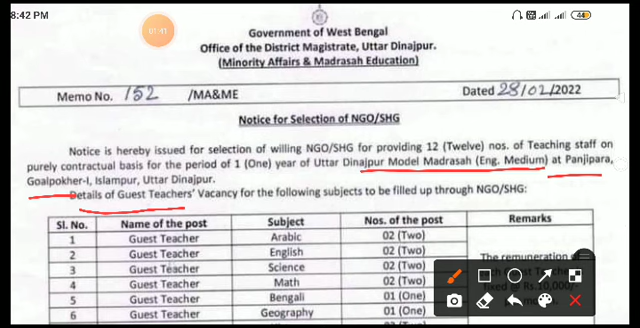 8:42 PM
44
01:41
Government of West Bengal
Office of the District Magistrate, Uttar Dinajpur.
(Minority Affairs & Madrasah Education)
Memo No. 152 /MA&ME Dated 28/02/2022
Notice for Selection of NGO/SHG
Notice is hereby issued for selection of willing NGO/SHG for providing 12 (Twelve) nos. of Teaching staff on
purely contractual basis for the period of 1 (One) year of Uttar Dinajpur Model Madrasah (Eng. Medium) at Panjipara,
Goalpokher-I, Islampur, Uttar Dinajpur.
Details of Guest Teachers' Vacancy for the following subjects to be filled up through NGO/SHG:
Sl. No. Name of the post Subject Nos. of the post Remarks
1 Guest Teacher Arabic 02 (Two)
2 Guest Teacher English 02 (Two) The remuneration of
3 Guest Teacher Science 02 (Two)
4 Guest Teacher Math 02 (Two) Rs.10,000/-
5 Guest Teacher Bengali 01 (One)
6 Guest Teacher Geography 01 (One)